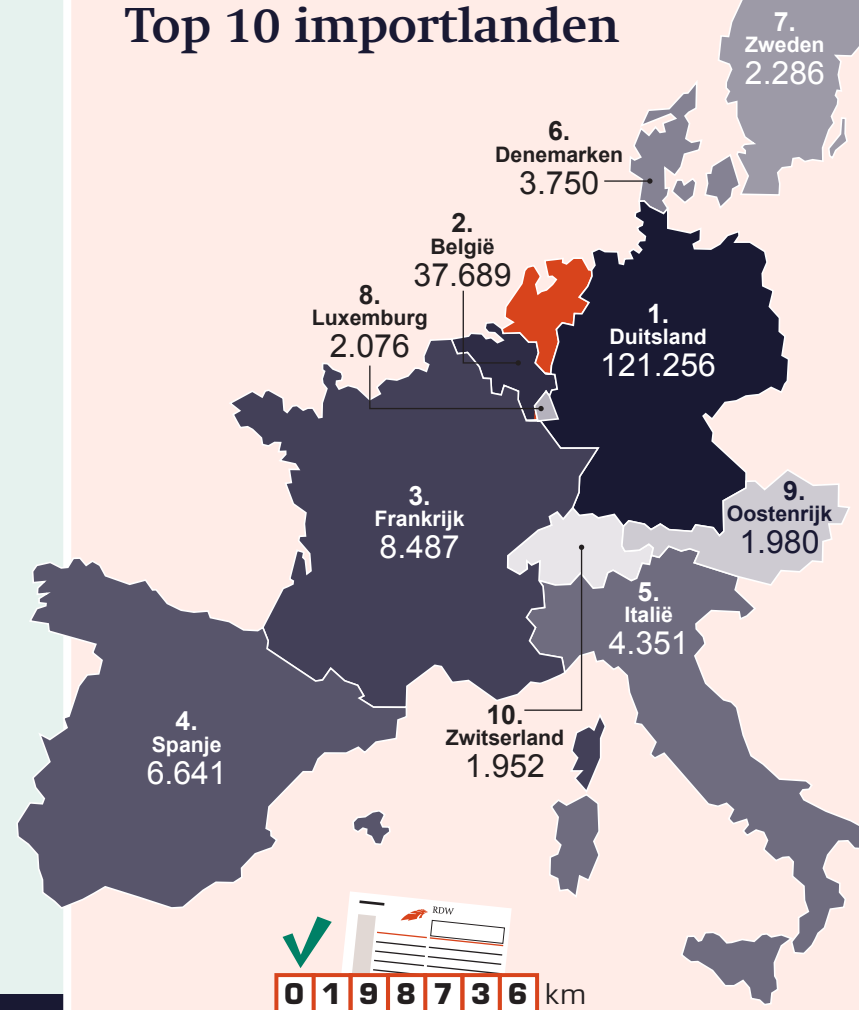 Top 10 importlanden
7.
Zweden
2.286
6.
Denemarken
3.750
2.
België
37.689
8.
Luxemburg
2.076
1.
Duitsland
121.256
3.
Frankrijk
8.487
9.
Oostenrijk
1.980
5.
Italië
4.351
4.
Spanje
6.641
10.
Zwitserland
1.952
RDW
0198736 km